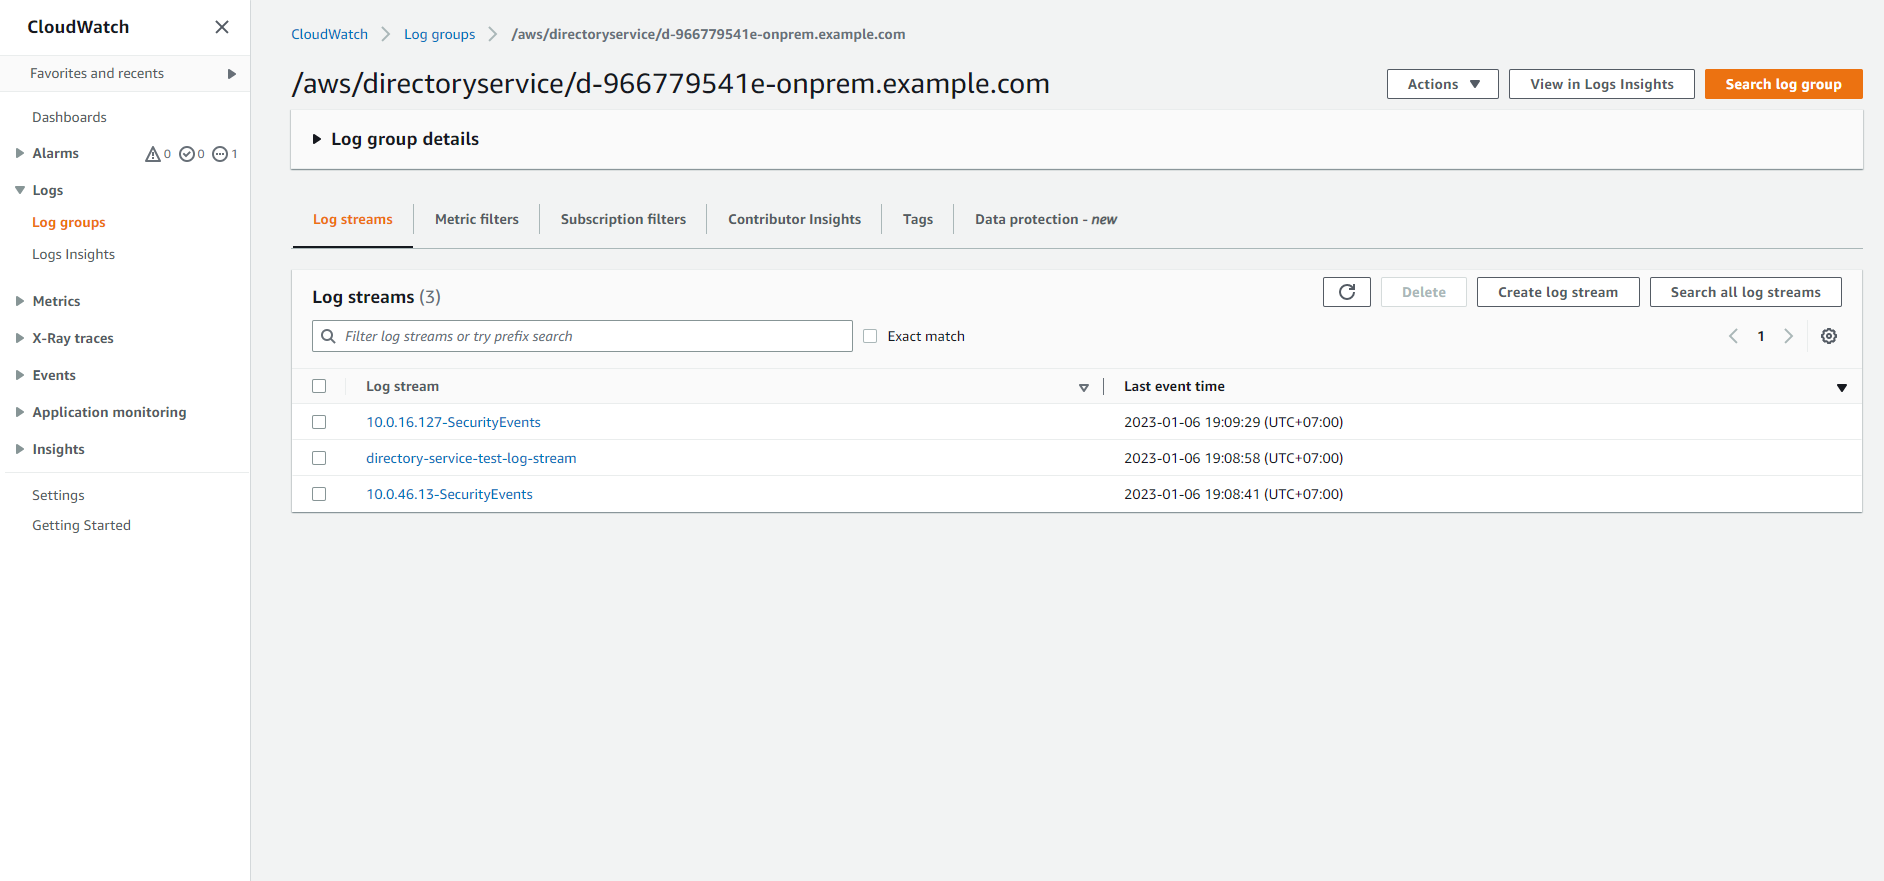 CloudWatch
Favorites and recents
Dashboards
Alarms 0 0 1
Logs
Log groups
Logs Insights
Metrics
X-Ray traces
Events
Application monitoring
Insights
Settings
Getting Started
CloudWatch Log groups /aws/directoryservice/d-966779541e-onprem.example.com
/aws/directoryservice/d-966779541e-onprem.example.com
Actions View in Logs Insights Search log group
Log group details
Log streams Metric filters Subscription filters Contributor Insights Tags Data protection - new
Log streams (3)
Delete Create log stream Search all log streams
Filter log streams or try prefix search Exact match 1
Log stream Last event time
10.0.16.127-SecurityEvents 2023-01-06 19:09:29 (UTC+07:00)
directory-service-test-log-stream 2023-01-06 19:08:58 (UTC+07:00)
10.0.46.13-SecurityEvents 2023-01-06 19:08:41 (UTC+07:00)